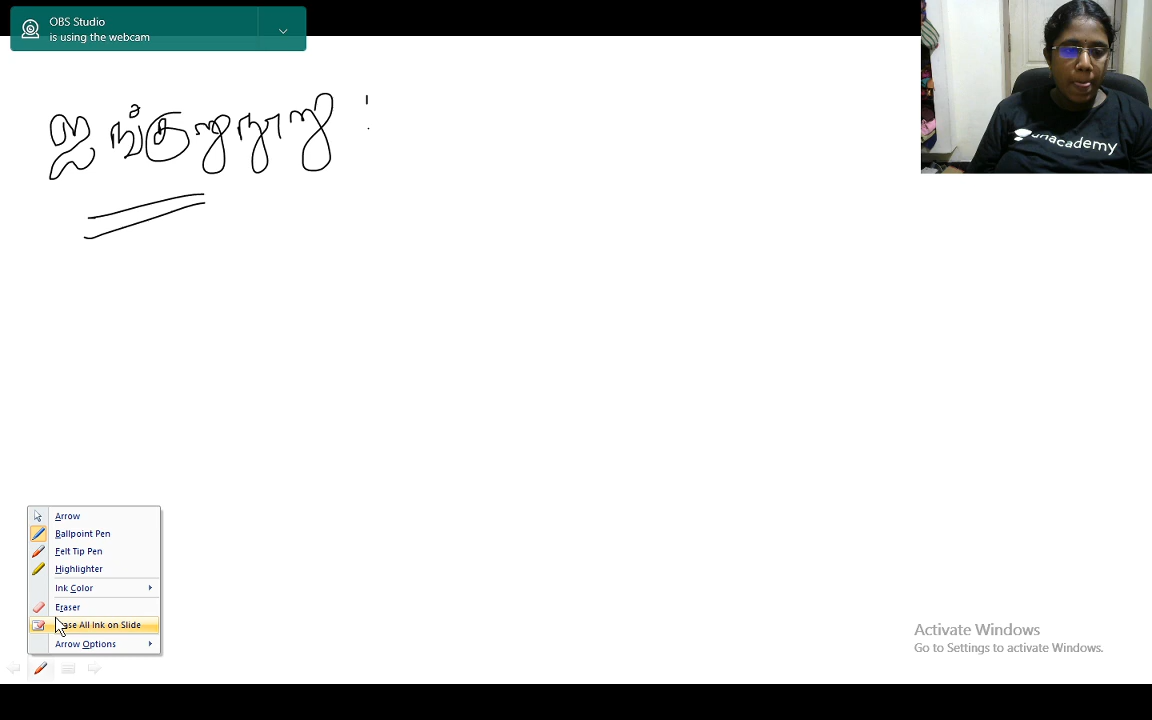 OBS Studio
is using the webcam
ஐங்குறுநூறு :
unacademy
Arrow
Ballpoint Pen
Felt Tip Pen
Highlighter
Ink Color
Eraser
All Ink on Slide
Arrow Options
Activate Windows
Go to Settings to activate Windows.